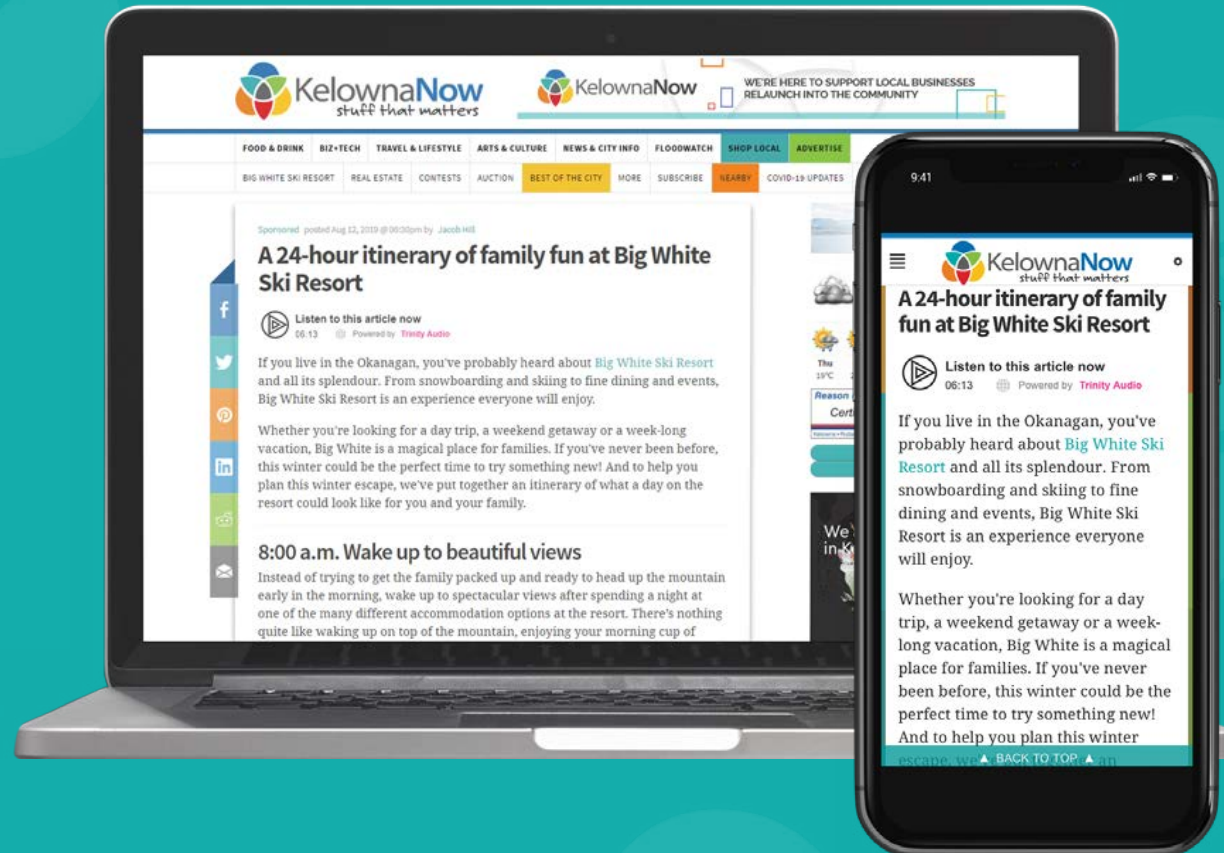 KelownaNow
stuff that matters
KelownaNow
WE'RE HERE TO SUPPORT LOCAL BUSINESSES
RELAUNCH INTO THE COMMUNITY
FOOD & DRINK BIZ+TECH TRAVEL & LIFESTYLE ARTS & CULTURE NEWS & CITY INFO FLOODWATCH SHOP LOCAL ADVERTISE
BIG WHITE SKI RESORT REAL ESTATE CONTESTS AUCTION BEST OF THE CITY MORE SUBSCRIBE NEARBY COVID-19 UPDATES
Sponsored posted Aug 12, 2019 @ 00:30pm by Jacob Hill
A 24-hour itinerary of family fun at Big White
Ski Resort
Listen to this article now
06:13 Powered by Trinity Audio
If you live in the Okanagan, you've probably heard about Big White Ski Resort
and all its splendour. From snowboarding and skiing to fine dining and events,
Big White Ski Resort is an experience everyone will enjoy.
Whether you're looking for a day trip, a weekend getaway or a week-long
vacation, Big White is a magical place for families. If you've never been before,
this winter could be the perfect time to try something new! And to help you
plan this winter escape, we've put together an itinerary of what a day on the
resort could look like for you and your family.
8:00 a.m. Wake up to beautiful views
Instead of trying to get the family packed up and ready to head up the mountain
early in the morning, wake up to spectacular views after spending a night at
one of the many different accommodation options at the resort. There's nothing
quite like waking up on top of the mountain, enjoying your morning cup of
Thu
19°C
Reason
Certi
We'
in K
9:41
KelownaNow
stuff that matters
A 24-hour itinerary of family
fun at Big White Ski Resort
Listen to this article now
06:13 Powered by Trinity Audio
If you live in the Okanagan, you've
probably heard about Big White Ski
Resort and all its splendour. From
snowboarding and skiing to fine
dining and events, Big White Ski
Resort is an experience everyone
will enjoy.
Whether you're looking for a day
trip, a weekend getaway or a week-
long vacation, Big White is a magical
place for families. If you've never
been before, this winter could be the
perfect time to try something new!
And to help you plan this winter
escape, we've
▲ BACK TO TOP ▲